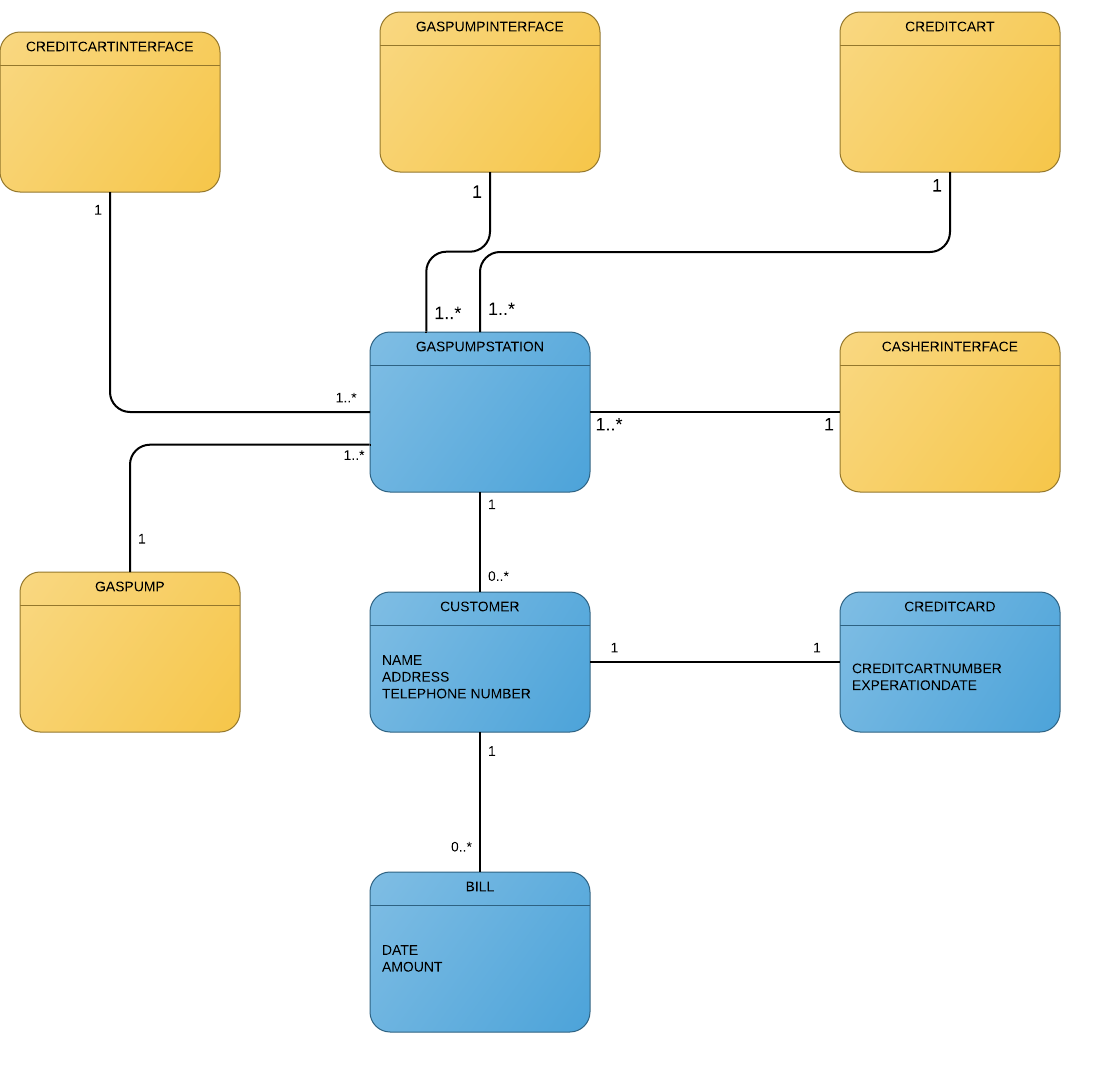 GASPUMPINTERFACE
CREDITCART
CREDITCARTINTERFACE
1
1
1
1..*
1..*
GASPUMPSTATION
CASHERINTERFACE
1..*
1..*
1
1..*
1
1
GASPUMP
0..*
CUSTOMER
NAME
ADDRESS
TELEPHONE NUMBER
1
1
CREDITCARD
CREDITCARTNUMBER
EXPERATIONDATE
1
0..*
BILL
DATE
AMOUNT